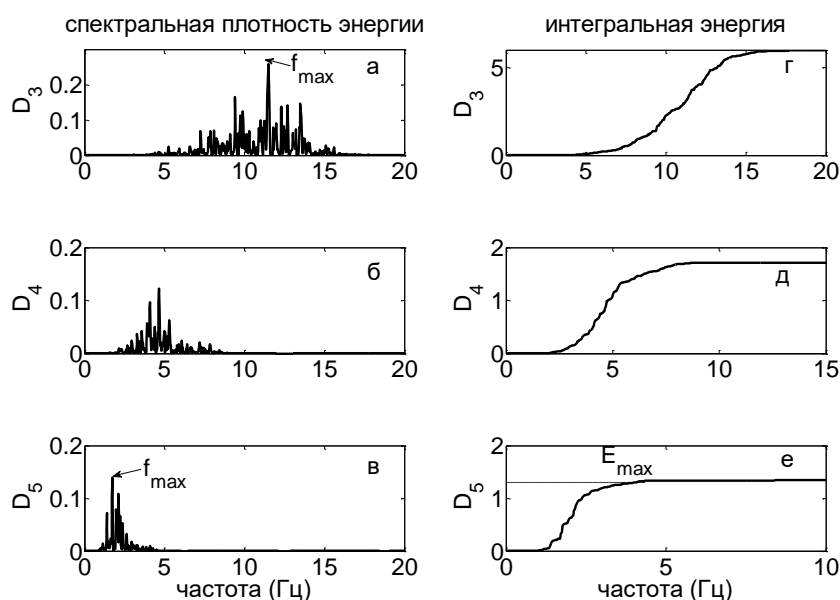 спектральная плотность энергии
интегральная энергия
0.2
0.1
0
D3
fmax
а
0 5 10 15 20
5
0
D3
г
0 5 10 15 20
0.2
0.1
0
D4
б
0 5 10 15 20
2
1
0
D4
д
0 5 10 15
0.2
0.1
0
D5
fmax
в
0 5 10 15 20
частота (Гц)
2
1
0
D5
Emax
е
0 5 10
частота (Гц)